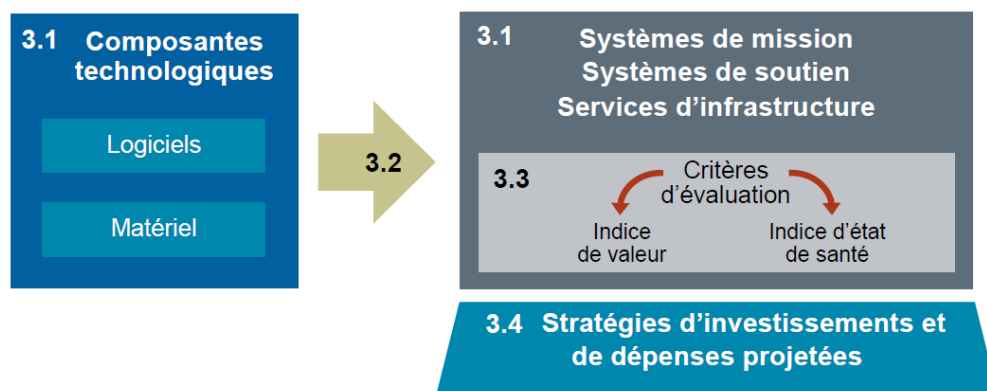 3.1 Composantes
technologiques
Logiciels
Matériel
3.2
3.1 Systèmes de mission
Systèmes de soutien
Services d’infrastructure
3.3 Critères
d’évaluation
Indice
de valeur
Indice d’état
de santé
3.4 Stratégies d’investissements et
de dépenses projetées